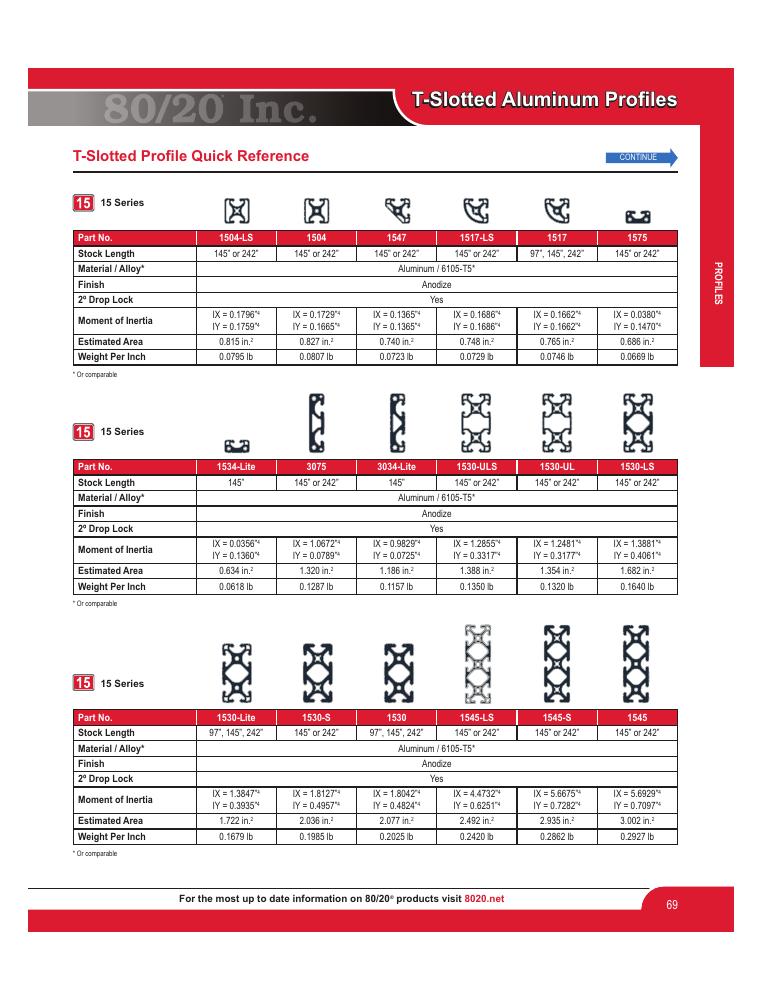 80/20 Inc.
T-Slotted Aluminum Profiles
T-Slotted Profile Quick Reference
CONTINUE
PROFILES
15 15 Series
Part No. 1504-LS 1504 1547 1517-LS 1517 1575
Stock Length 145” or 242” 145” or 242” 145” or 242” 145” or 242” 97”, 145”, 242” 145” or 242”
Material / Alloy* Aluminum / 6105-T5*
Finish Anodize
2º Drop Lock Yes
Moment of Inertia IX = 0.1796"⁴ IX = 0.1729"⁴ IX = 0.1365"⁴ IX = 0.1686"⁴ IX = 0.1662"⁴ IX = 0.0380"⁴
IY = 0.1759"⁴ IY = 0.1665"⁴ IY = 0.1365"⁴ IY = 0.1686"⁴ IY = 0.1662"⁴ IY = 0.1470"⁴
Estimated Area 0.815 in.² 0.827 in.² 0.740 in.² 0.748 in.² 0.765 in.² 0.686 in.²
Weight Per Inch 0.0795 lb 0.0807 lb 0.0723 lb 0.0729 lb 0.0746 lb 0.0669 lb
* Or comparable
15 15 Series
Part No. 1534-Lite 3075 3034-Lite 1530-ULS 1530-UL 1530-LS
Stock Length 145” 145” or 242” 145” 145” or 242” 145” or 242” 145” or 242”
Material / Alloy* Aluminum / 6105-T5*
Finish Anodize
2º Drop Lock Yes
Moment of Inertia IX = 0.0356"⁴ IX = 1.0672"⁴ IX = 0.9829"⁴ IX = 1.2855"⁴ IX = 1.2481"⁴ IX = 1.3881"⁴
IY = 0.1360"⁴ IY = 0.0789"⁴ IY = 0.0725"⁴ IY = 0.3317"⁴ IY = 0.3177"⁴ IY = 0.4061"⁴
Estimated Area 0.634 in.² 1.320 in.² 1.186 in.² 1.388 in.² 1.354 in.² 1.682 in.²
Weight Per Inch 0.0618 lb 0.1287 lb 0.1157 lb 0.1350 lb 0.1320 lb 0.1640 lb
* Or comparable
15 15 Series
Part No. 1530-Lite 1530-S 1530 1545-LS 1545-S 1545
Stock Length 97”, 145”, 242” 145” or 242” 97”, 145”, 242” 145” or 242” 145” or 242” 145” or 242”
Material / Alloy* Aluminum / 6105-T5*
Finish Anodize
2º Drop Lock Yes
Moment of Inertia IX = 1.3847"⁴ IX = 1.8127"⁴ IX = 1.8042"⁴ IX = 4.4732"⁴ IX = 5.6675"⁴ IX = 5.6929"⁴
IY = 0.3935"⁴ IY = 0.4957"⁴ IY = 0.4824"⁴ IY = 0.6251"⁴ IY = 0.7282"⁴ IY = 0.7097"⁴
Estimated Area 1.722 in.² 2.036 in.² 2.077 in.² 2.492 in.² 2.935 in.² 3.002 in.²
Weight Per Inch 0.1679 lb 0.1985 lb 0.2025 lb 0.2420 lb 0.2862 lb 0.2927 lb
* Or comparable
For the most up to date information on 80/20® products visit 8020.net
69